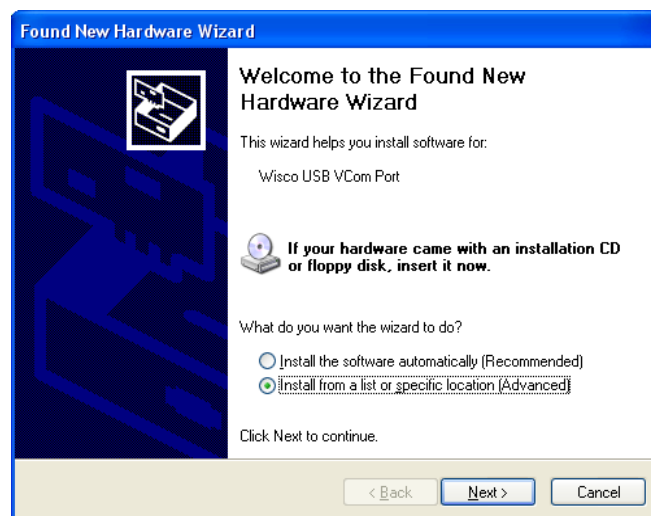 Found New Hardware Wizard
Welcome to the Found New
Hardware Wizard
This wizard helps you install software for:
Wisco USB VCom Port
If your hardware came with an installation CD
or floppy disk, insert it now.
What do you want the wizard to do?
Install the software automatically (Recommended)
Install from a list or specific location (Advanced)
Click Next to continue.
< Back Next > Cancel